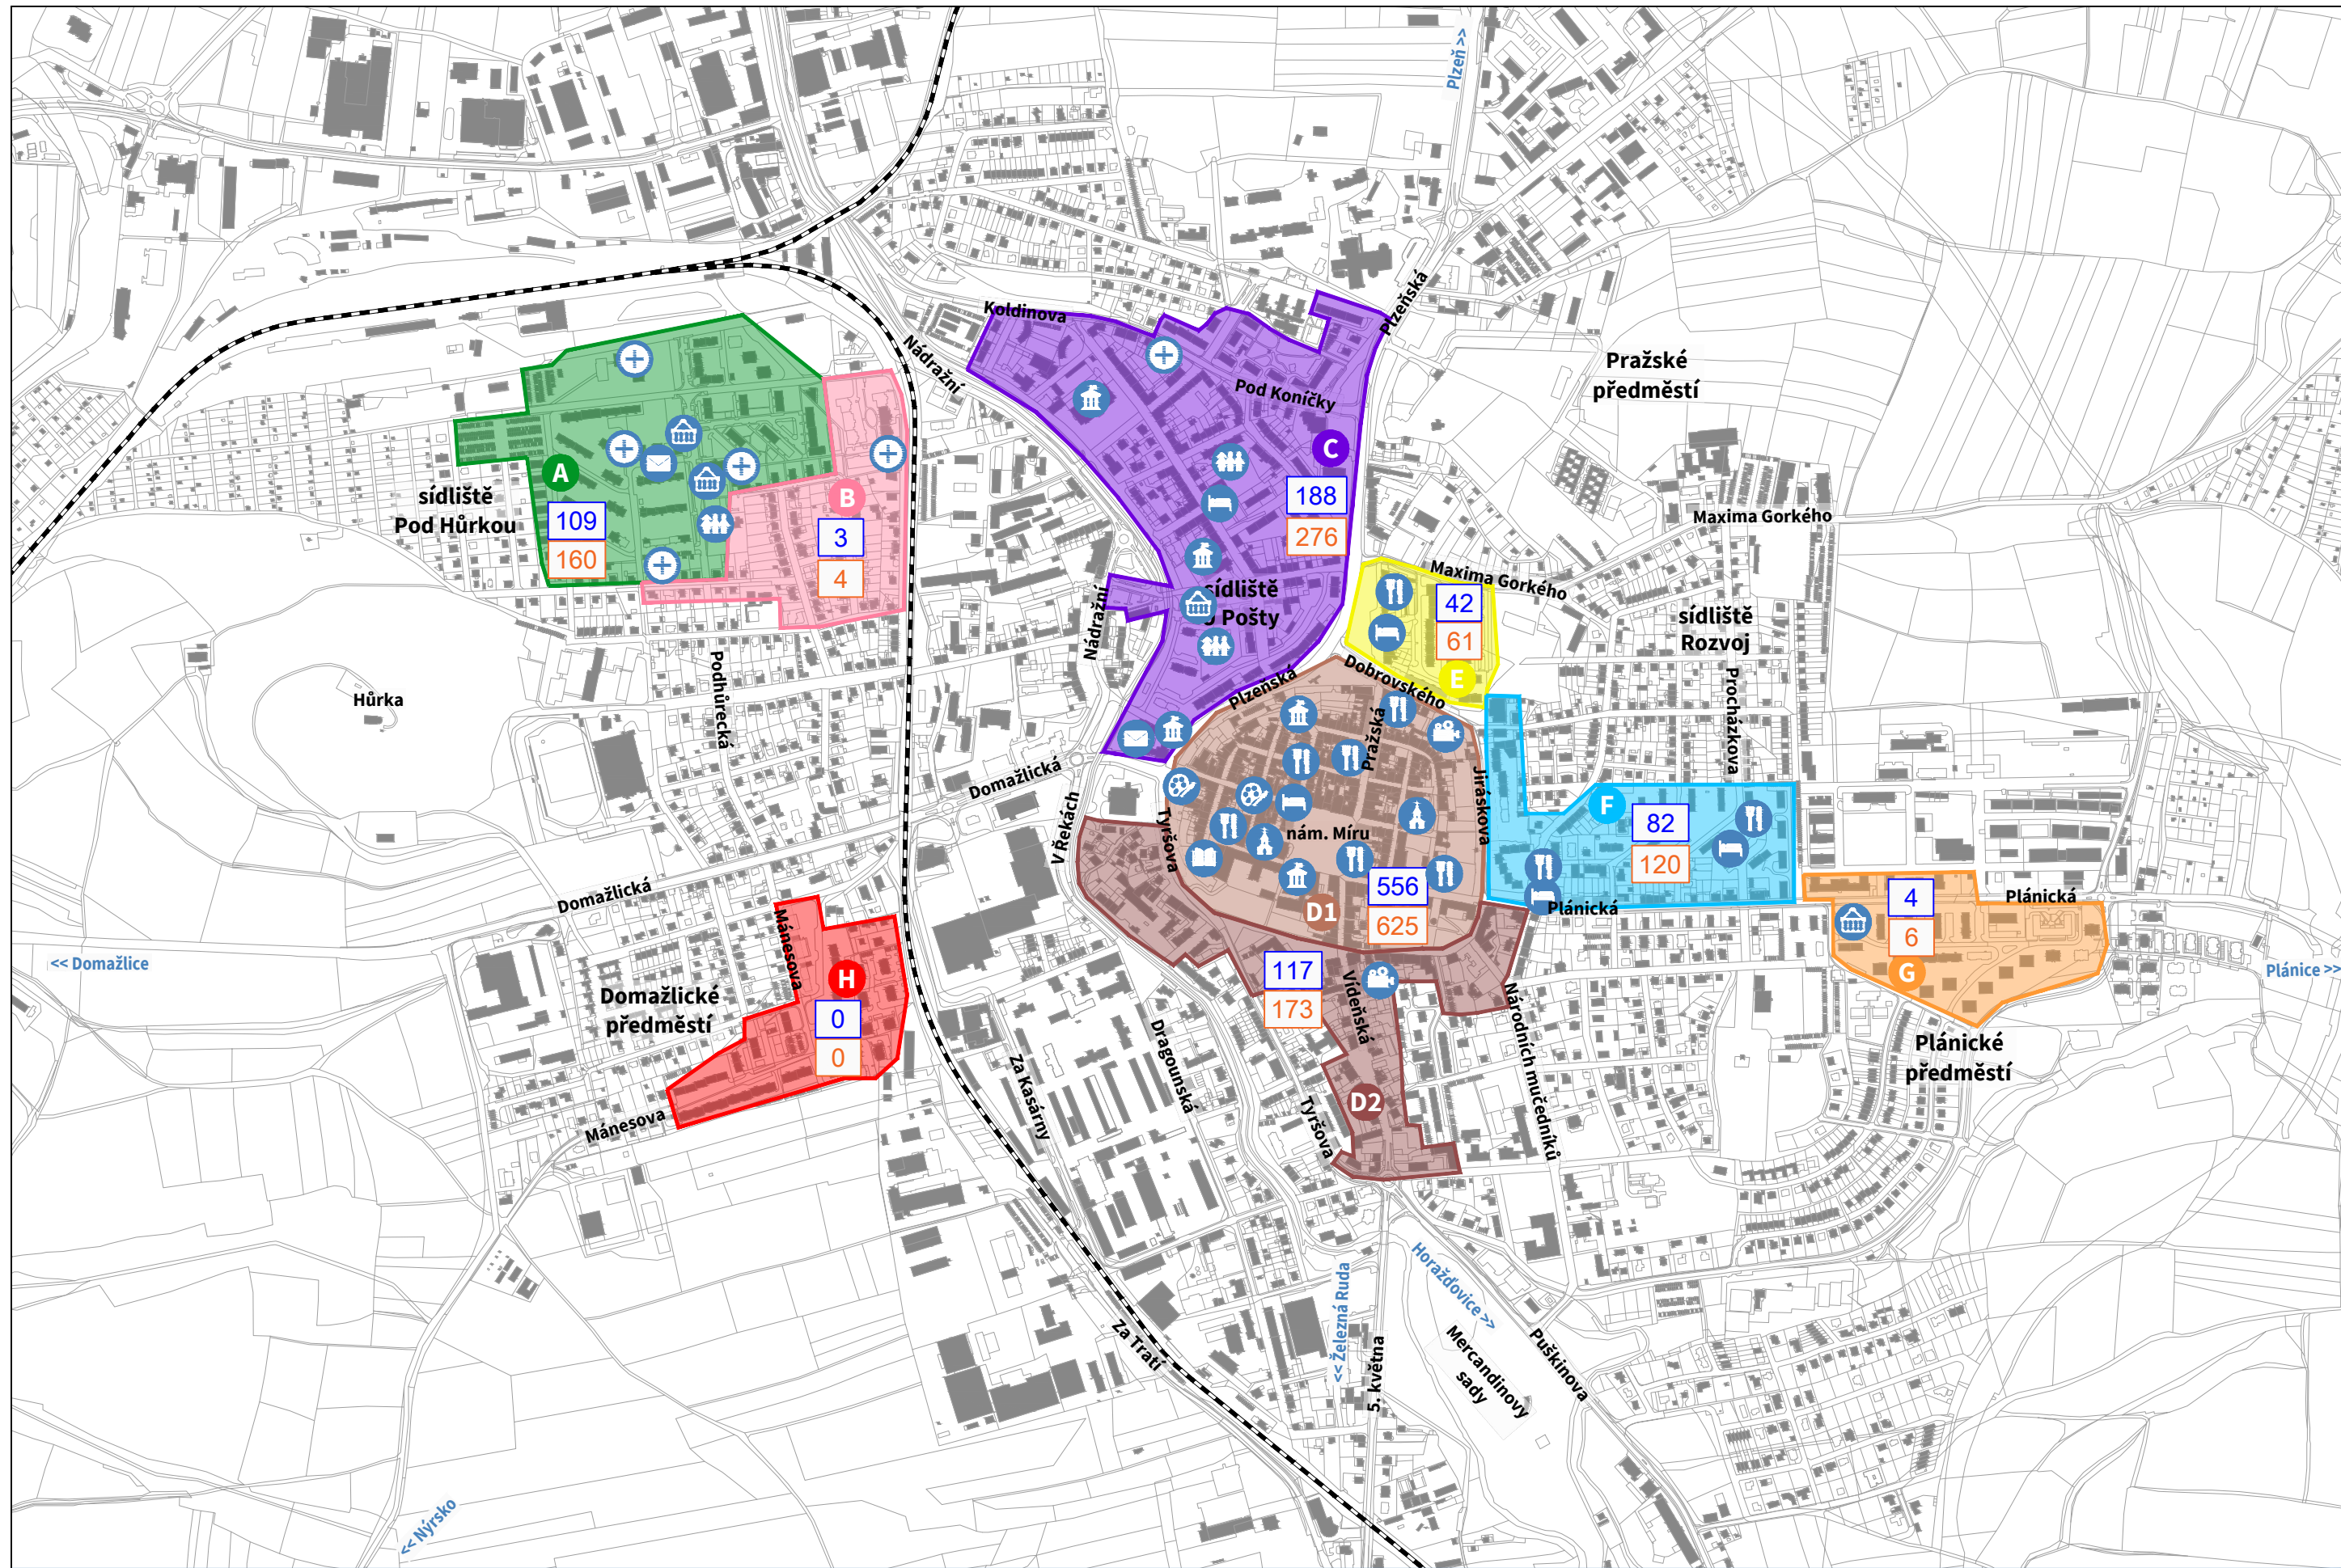 Plzeň >>
Koldinova
Plzeňská
Nádražní
Pražské
předměstí
Pod Koníčky
C
188
276
A
sídliště
Pod Hůrkou
109
160
B
3
4
Maxima Gorkého
Maxima Gorkého
42
61
E
sídliště
Rozvoj
sídliště
Pošty
Nádražní
Podhůrecká
Hůrka
Plzeňská
Dobrovského
Pražská
Procházkova
Jiráskova
Domažlická
V Řekách
Tyršova
nám. Míru
F
82
120
556
625
D1
Domažlická
Plánická
Plánická
4
6
G
<< Domažlice
Plánice >>
Mánesova
H
0
0
Domažlické
předměstí
117
173
Vídeňská
Národních mučedníků
Plánické
předměstí
Za Kasárny
Dragounská
D2
Tyršova
Mánesova
Horažďovice >>
<< Železná Ruda
Za Tratí
5. května
Mercandinovy
sady
Puškinova
<< Nýrsko